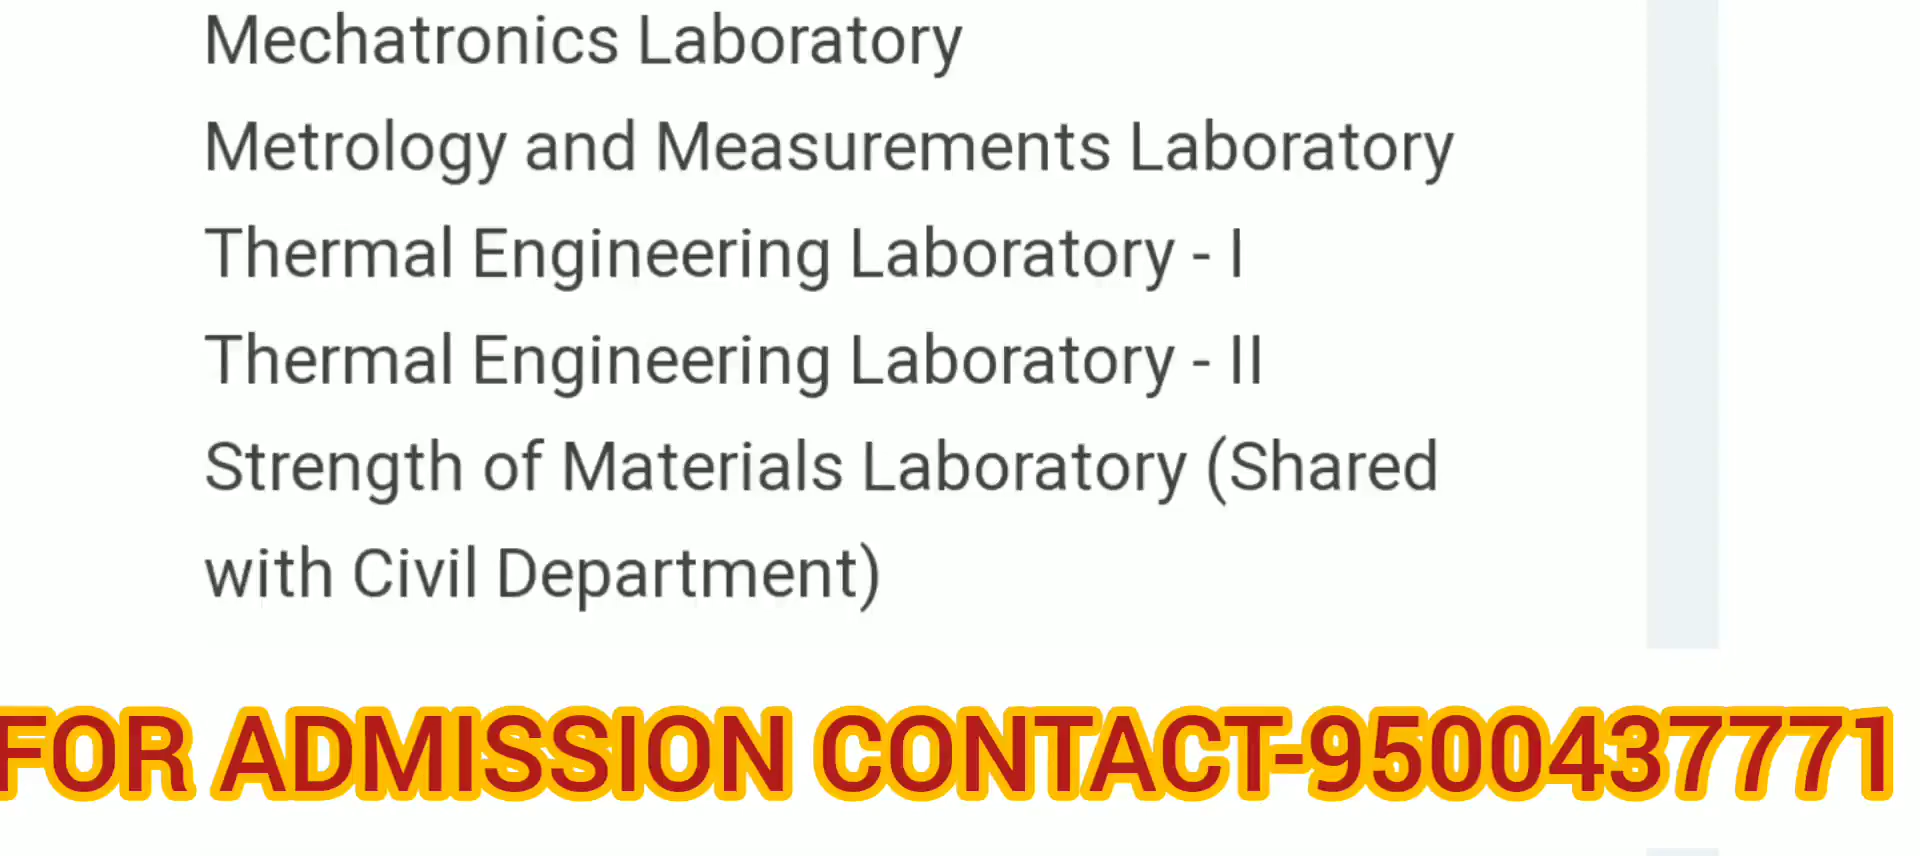 Mechatronics Laboratory
Metrology and Measurements Laboratory
Thermal Engineering Laboratory - I
Thermal Engineering Laboratory - II
Strength of Materials Laboratory (Shared
with Civil Department)
FOR ADMISSION CONTACT-9500437771